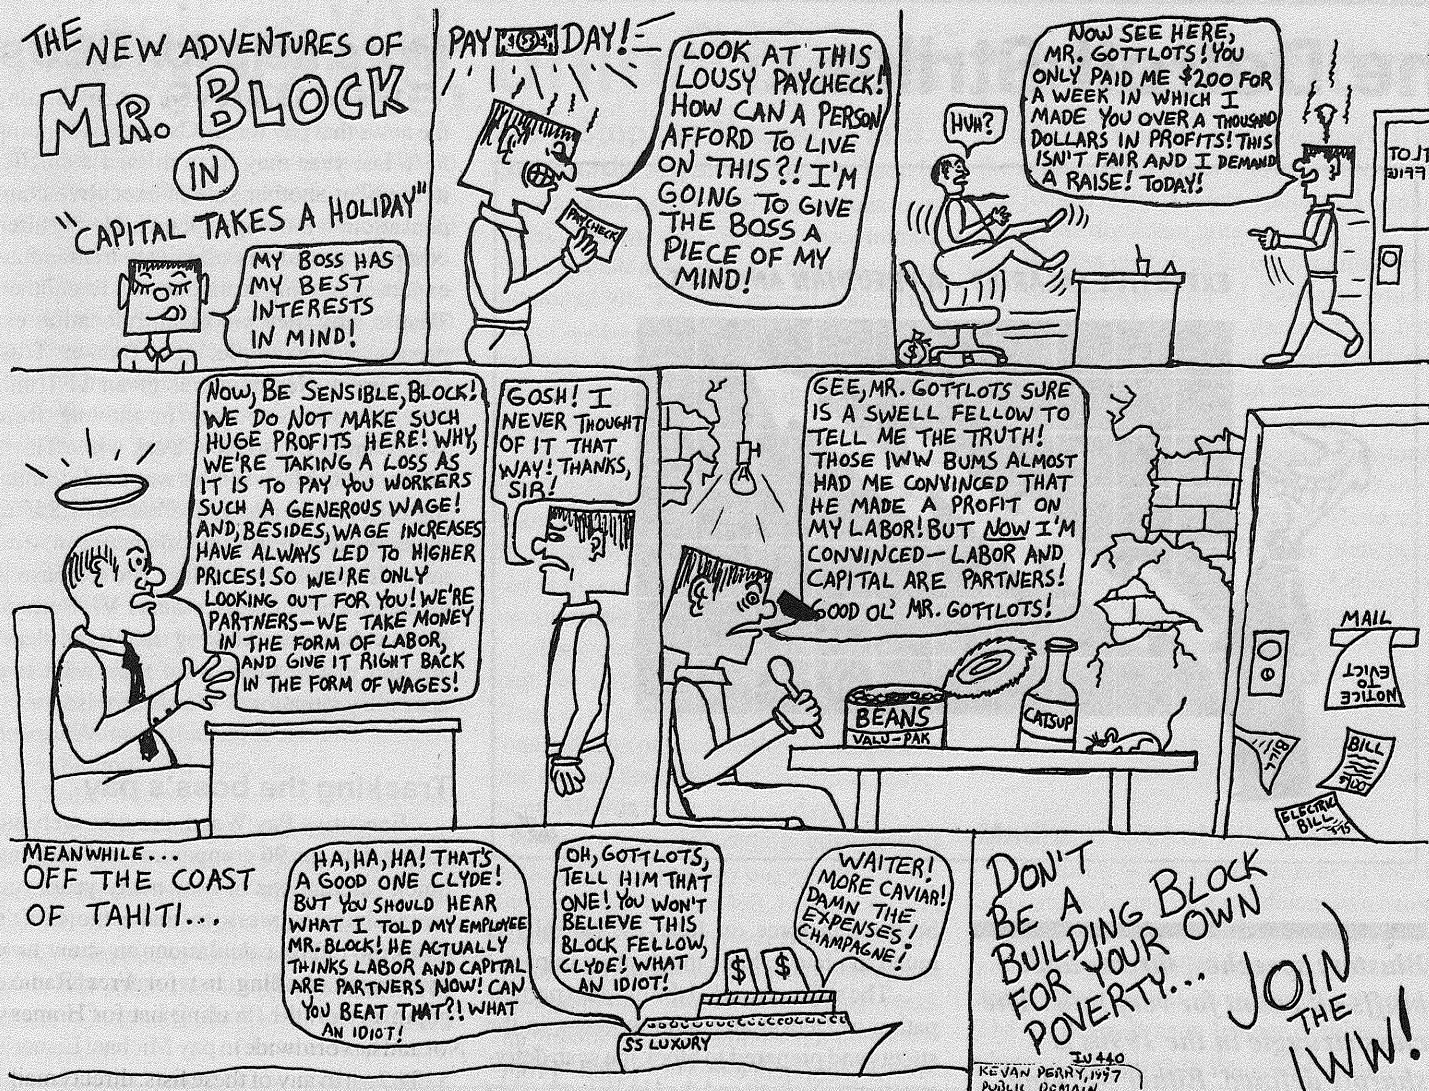 THE
NEW ADVENTURES OF
MR. BLOCK
IN
"CAPITAL TAKES A HOLIDAY"
MY BOSS HAS
MY BEST
INTERESTS
IN MIND!
PAY $ DAY!
LOOK AT THIS
LOUSY PAYCHECK!
HOW CAN A PERSON
AFFORD TO LIVE
ON THIS?! I'M
GOING TO GIVE
THE BOSS A
PIECE OF MY
MIND!
PAYCHECK
HUH?
NOW SEE HERE,
MR. GOTTLOTS! YOU
ONLY PAID ME $200 FOR
A WEEK IN WHICH I
MADE YOU OVER A THOUSAND
DOLLARS IN PROFITS! THIS
ISN'T FAIR AND I DEMAND
A RAISE! TODAY!
$
NOW, BE SENSIBLE, BLOCK!
WE DO NOT MAKE SUCH
HUGE PROFITS HERE! WHY,
WE'RE TAKING A LOSS AS
IT IS TO PAY YOU WORKERS
SUCH A GENEROUS WAGE!
AND, BESIDES, WAGE INCREASES
HAVE ALWAYS LED TO HIGHER
PRICES! SO WE'RE ONLY
LOOKING OUT FOR YOU! WE'RE
PARTNERS—WE TAKE MONEY
IN THE FORM OF LABOR,
AND GIVE IT RIGHT BACK
IN THE FORM OF WAGES!
GOSH! I
NEVER THOUGHT
OF IT THAT
WAY! THANKS,
SIR!
GEE, MR. GOTTLOTS SURE
IS A SWELL FELLOW TO
TELL ME THE TRUTH!
THOSE IWW BUMS ALMOST
HAD ME CONVINCED THAT
HE MADE A PROFIT ON
MY LABOR! BUT NOW I'M
CONVINCED— LABOR AND
CAPITAL ARE PARTNERS!
GOOD OL' MR. GOTTLOTS!
BEANS
VALU-PAK
CATSUP
MAIL
NOTICE
TO
EVICT
BILL
BILL
ELECTRIC
BILL
MEANWHILE...
OFF THE COAST
OF TAHITI...
HA, HA, HA! THAT'S
A GOOD ONE CLYDE!
BUT YOU SHOULD HEAR
WHAT I TOLD MY EMPLOYEE
MR. BLOCK! HE ACTUALLY
THINKS LABOR AND CAPITAL
ARE PARTNERS NOW! CAN
YOU BEAT THAT?! WHAT
AN IDIOT!
OH, GOTTLOTS,
TELL HIM THAT
ONE! YOU WON'T
BELIEVE THIS
BLOCK FELLOW,
CLYDE! WHAT
AN IDIOT!
WAITER!
MORE CAVIAR!
DAMN THE
EXPENSES!
CHAMPAGNE!
$ $
SS LUXURY
DON'T
BE A
BUILDING BLOCK
FOR YOUR OWN
POVERTY...
JOIN
THE
IWW!
IU 440
KEVAN PERRY, 1997
PUBLIC DOMAIN